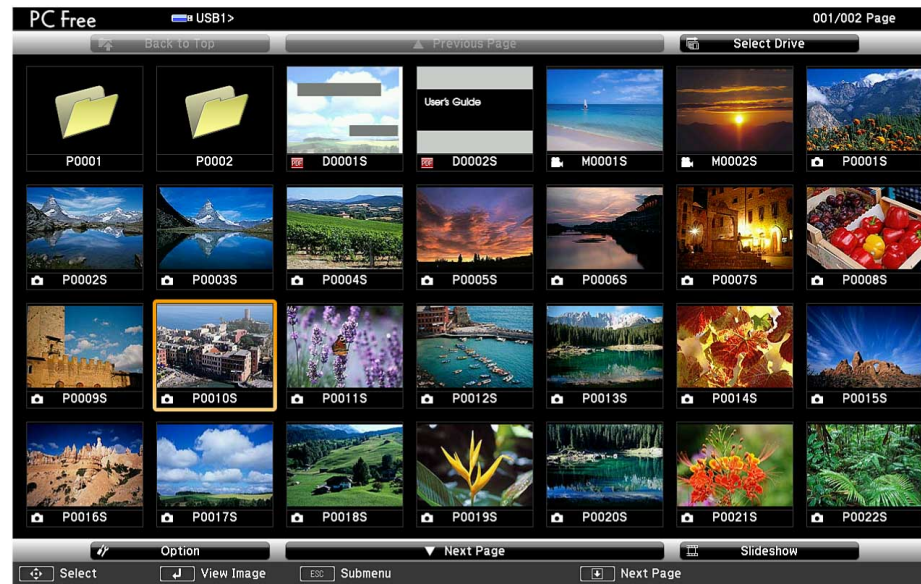 PC Free USB1> 001/002 Page
Back to Top ▲ Previous Page Select Drive
User's Guide
P0001 P0002 PDF D0001S PDF D0002S M0001S M0002S P0001S
P0002S P0003S P0004S P0005S P0006S P0007S P0008S
P0009S P0010S P0011S P0012S P0013S P0014S P0015S
P0016S P0017S P0018S P0019S P0020S P0021S P0022S
Option ▼ Next Page Slideshow
Select View Image ESC Submenu Next Page